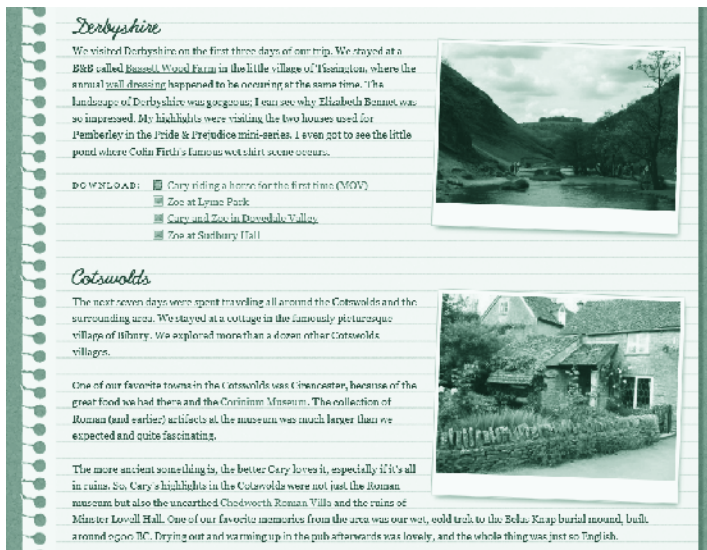 Derbyshire
We visited Derbyshire on the first three days of our trip. We stayed at a
B&B called Bassett Wood Farm in the little village of Tissington, where the
annual wall dressing happened to be occuring at the same time. The
landscape of Derbyshire was gorgeous; I can see why Elizabeth Bennet was
so impressed. My highlights were visiting the two houses used for
Pemberley in the Pride & Prejudice mini-series. I even got to see the little
pond where Colin Firth's famous wet shirt scene occurs.
DOWNLOAD: Cary riding a horse for the first time (MOV)
Zoe at Lyme Park
Cary and Zoe in Dovedale Valley
Zoe at Sudbury Hall
Cotswolds
The next seven days were spent traveling all around the Cotswolds and the
surrounding area. We stayed at a cottage in the famously picturesque
village of Bibury. We explored more than a dozen other Cotswolds
villages.
One of our favorite towns in the Cotswolds was Cirencester, because of the
great food we had there and the Corinium Museum. The collection of
Roman (and earlier) artifacts at the museum was much larger than we
expected and quite fascinating.
The more ancient something is, the better Cary loves it, especially if it's all
in ruins. So, Cary's highlights in the Cotswolds were not just the Roman
museum but also the unearthed Chedworth Roman Villa and the ruins of
Minster Lovell Hall. One of our favorite memories from the area was our wet, cold trek to the Belas Knap burial mound, built
around 2500 BC. Drying out and warming up in the pub afterwards was lovely, and the whole thing was just so English.